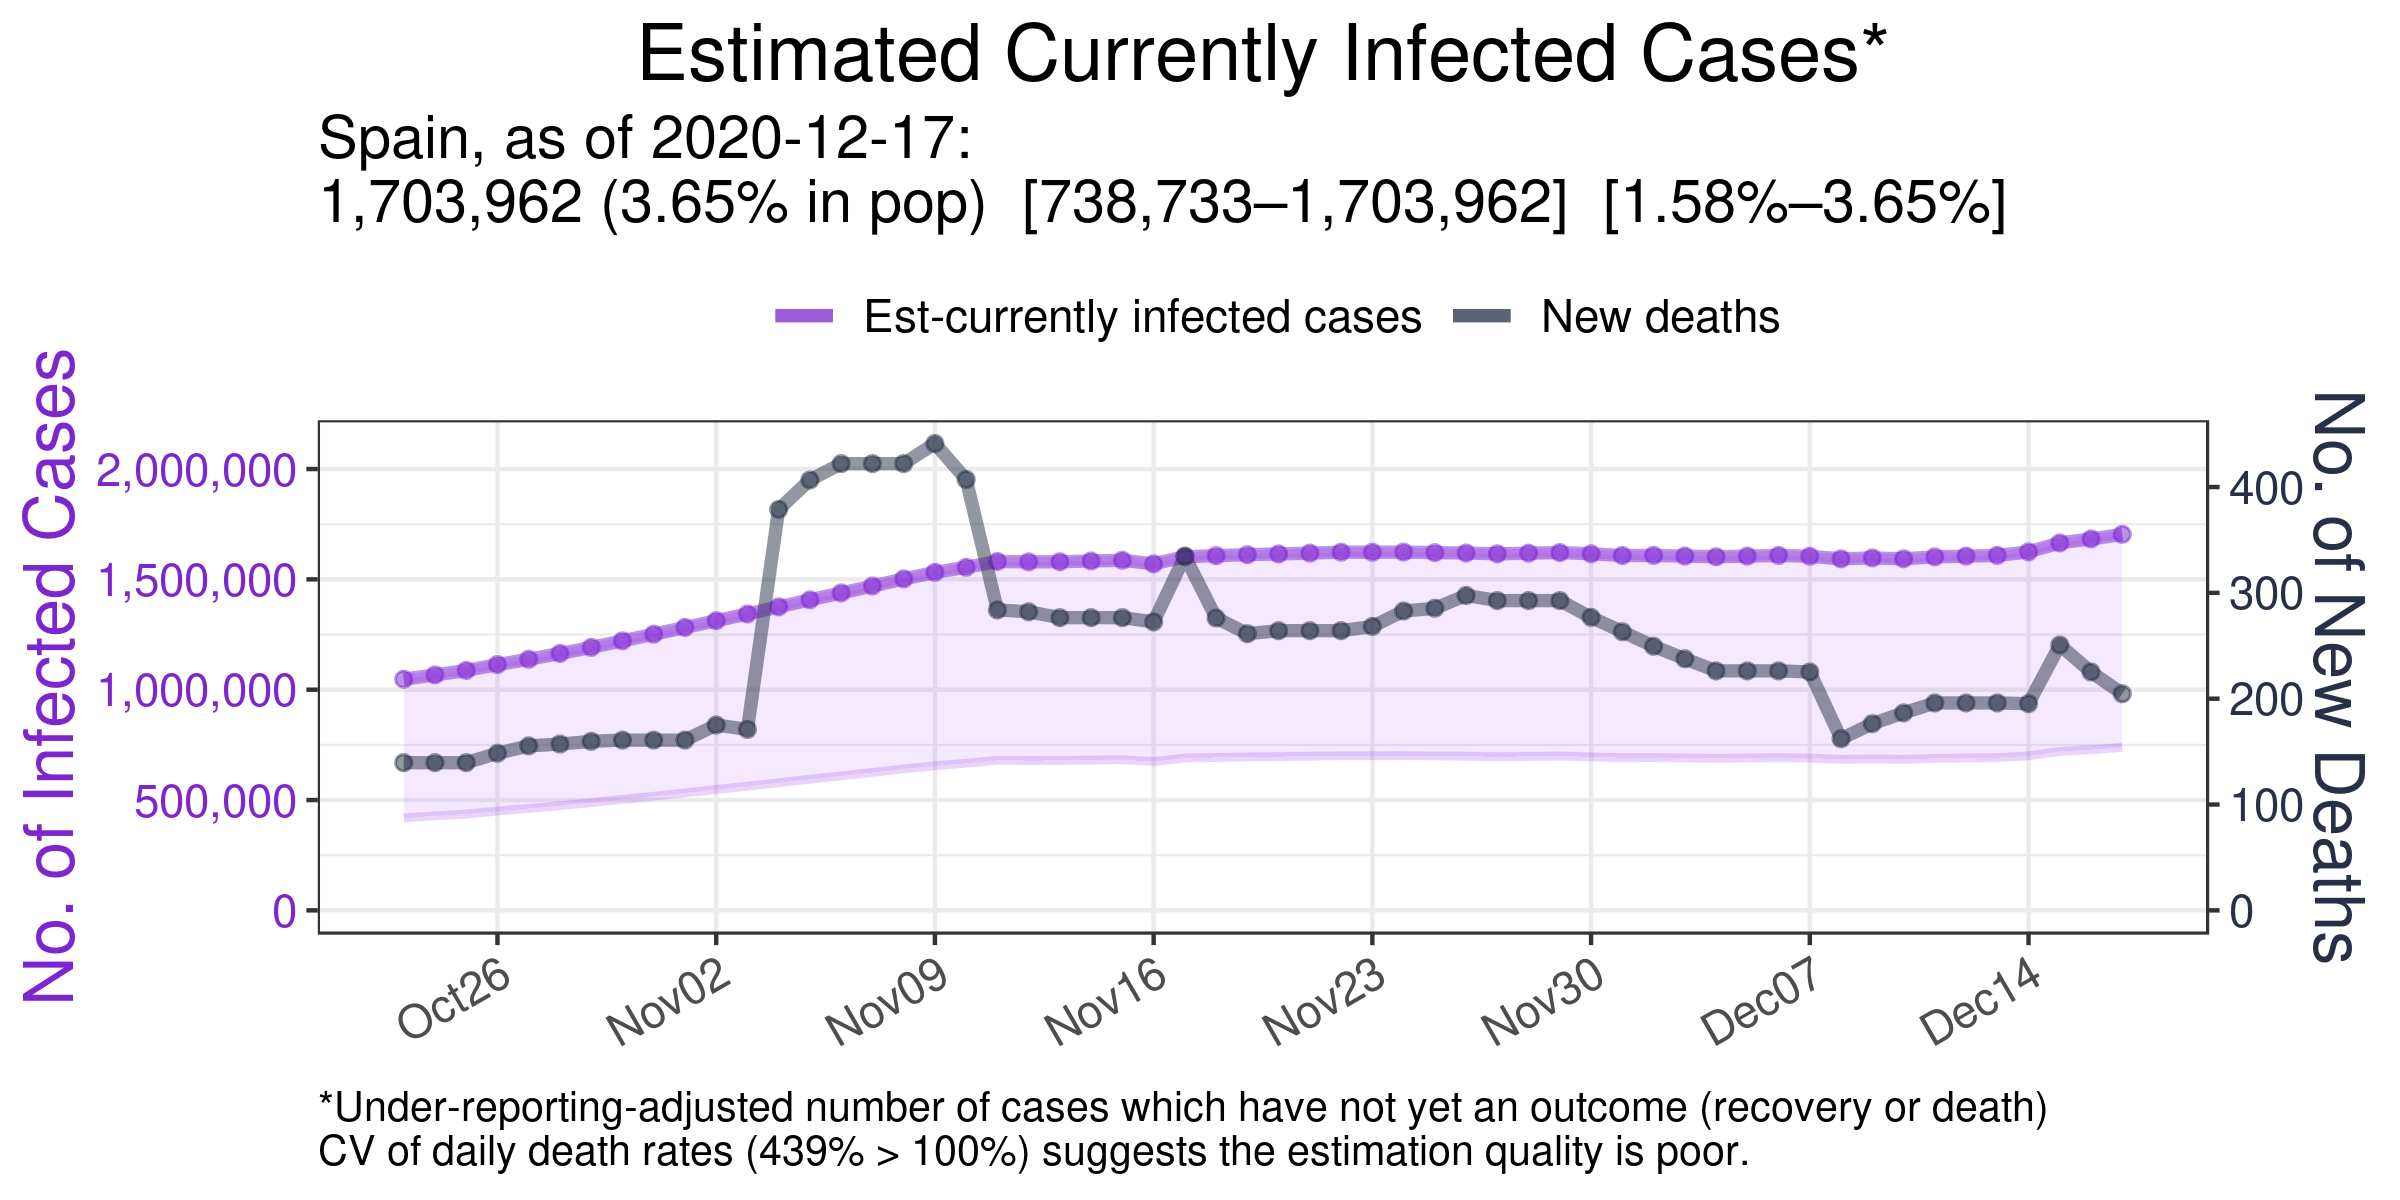 Estimated Currently Infected Cases*
Spain, as of 2020-12-17:
1,703,962 (3.65% in pop)  [738,733–1,703,962]  [1.58%–3.65%]
Est-currently infected cases
New deaths
No. of Infected Cases
2,000,000
1,500,000
1,000,000
500,000
0
No. of New Deaths
400
300
200
100
0
Oct26
Nov02
Nov09
Nov16
Nov23
Nov30
Dec07
Dec14
*Under-reporting-adjusted number of cases which have not yet an outcome (recovery or death)
CV of daily death rates (439% > 100%) suggests the estimation quality is poor.